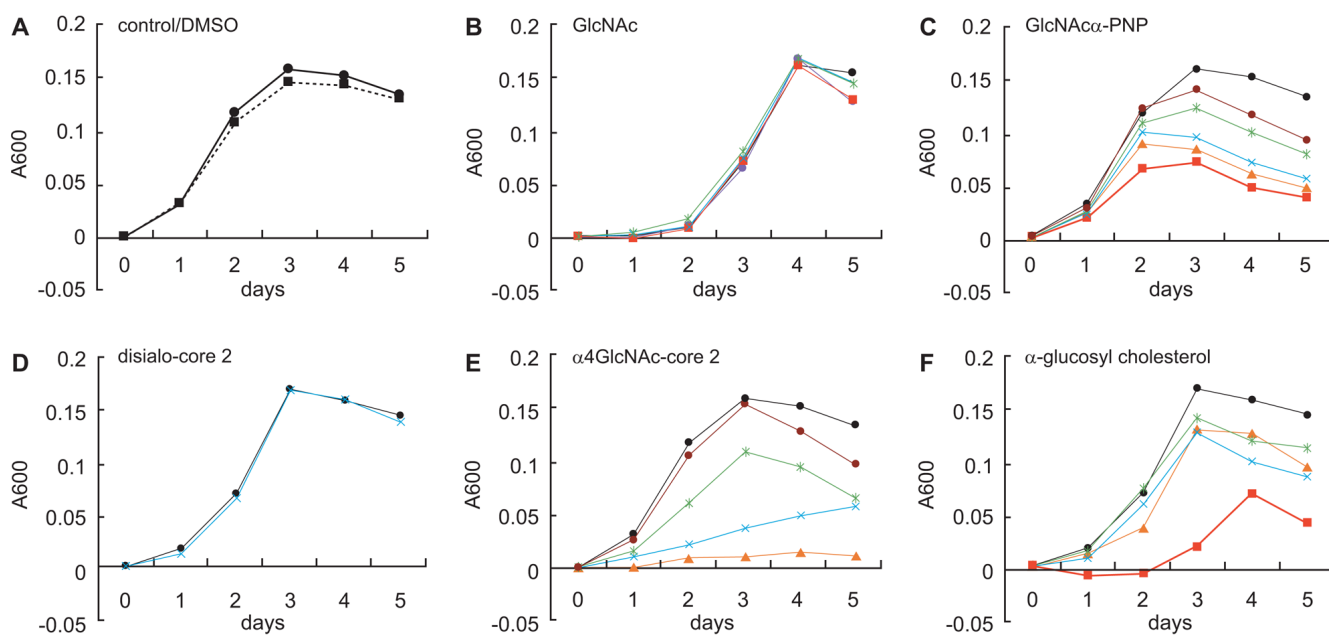 A control/DMSO
0.2
0.15
0.1
0.05
0
-0.05
A600
0 1 2 3 4 5
days
B GlcNAc
0.2
0.15
0.1
0.05
0
-0.05
A600
0 1 2 3 4 5
days
C GlcNAcα-PNP
0.2
0.15
0.1
0.05
0
-0.05
A600
0 1 2 3 4 5
days
D disialo-core 2
0.2
0.15
0.1
0.05
0
-0.05
A600
0 1 2 3 4 5
days
E α4GlcNAc-core 2
0.2
0.15
0.1
0.05
0
-0.05
A600
0 1 2 3 4 5
days
F α-glucosyl cholesterol
0.2
0.15
0.1
0.05
0
-0.05
A600
0 1 2 3 4 5
days